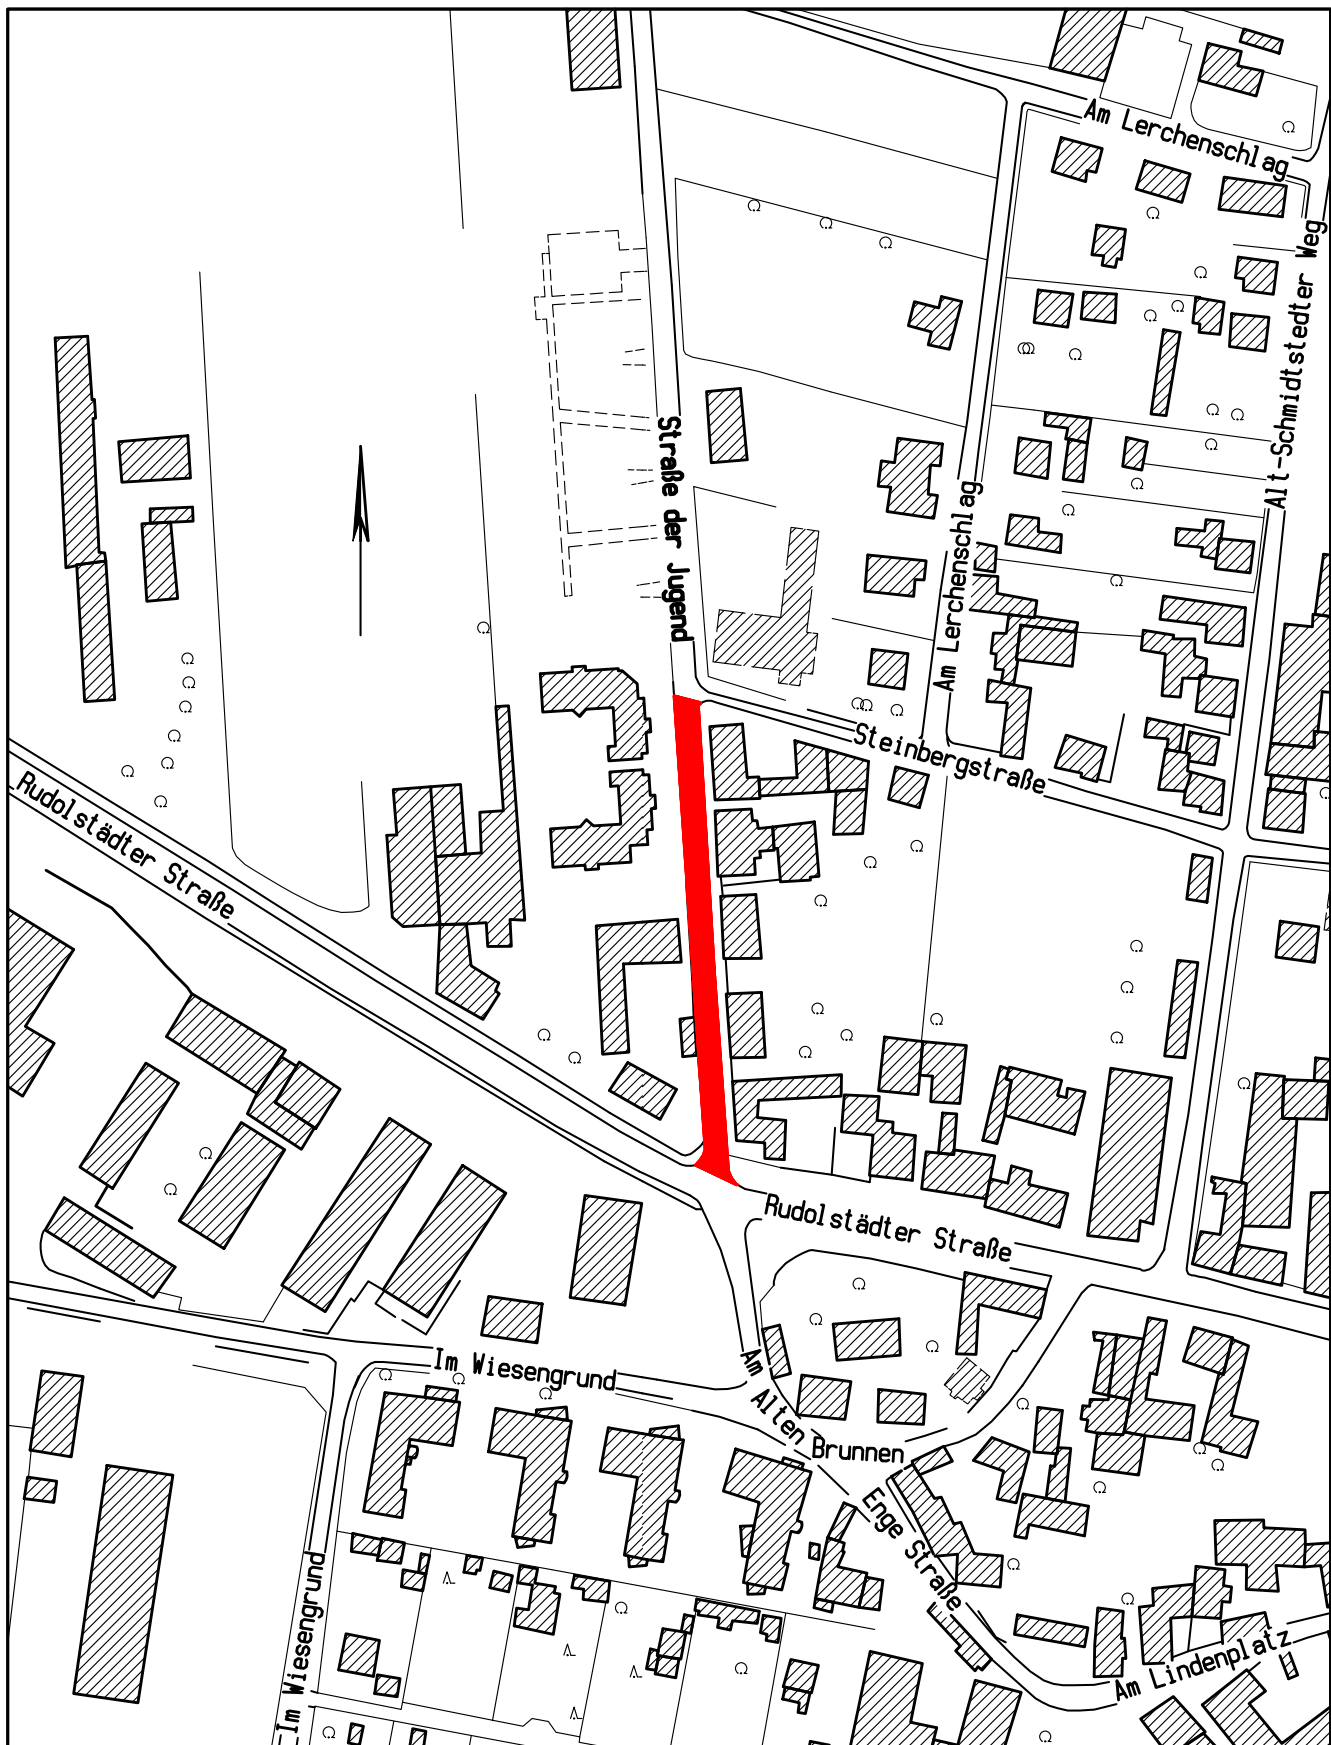 Am Lerchenschlag
Alt-Schmidtstedter Weg
Straße der Jugend
Am Lerchenschlag
Steinbergstraße
Rudolstädter Straße
Rudolstädter Straße
Im Wiesengrund
Am Alten Brunnen
Enge Straße
Im Wiesengrund
Am Lindenplatz